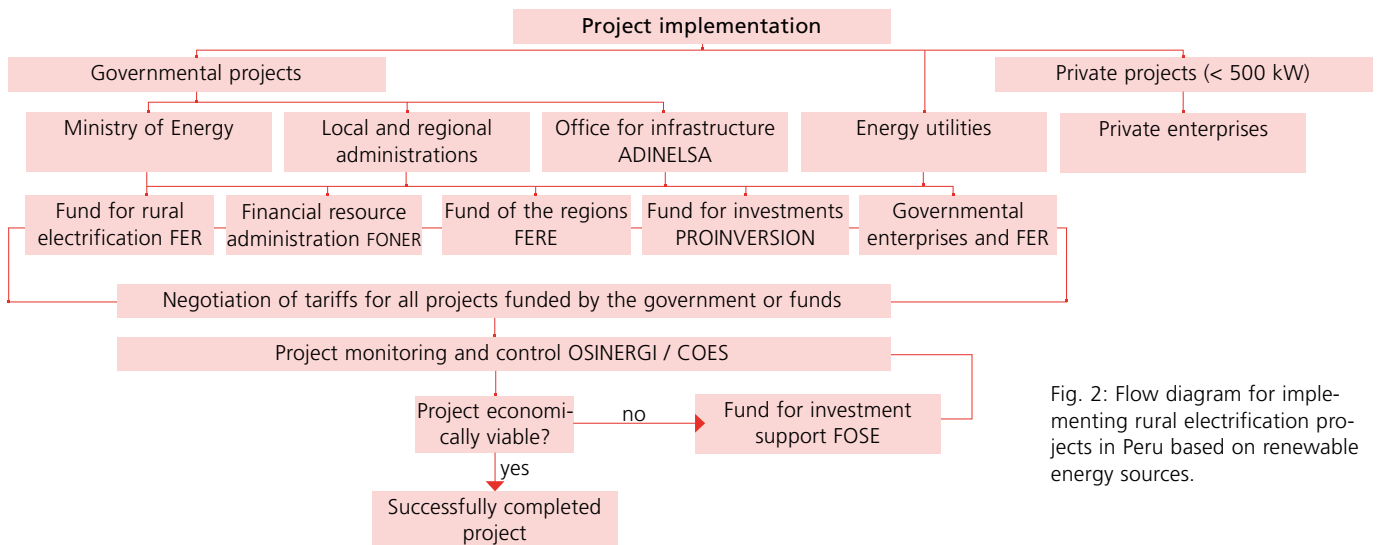 Project implementation
Governmental projects
Private projects (< 500 kW)
Ministry of Energy
Local and regional
administrations
Office for infrastructure
ADINELSA
Energy utilities
Private enterprises
Fund for rural
electrification FER
Financial resource
administration FONER
Fund of the regions
FERE
Fund for investments
PROINVERSION
Governmental
enterprises and FER
Negotiation of tariffs for all projects funded by the government or funds
Project monitoring and control OSINERGI / COES
Project economi-
cally viable?
no
Fund for investment
support FOSE
yes
Successfully completed
project
Fig. 2: Flow diagram for imple-
menting rural electrification pro-
jects in Peru based on renewable
energy sources.